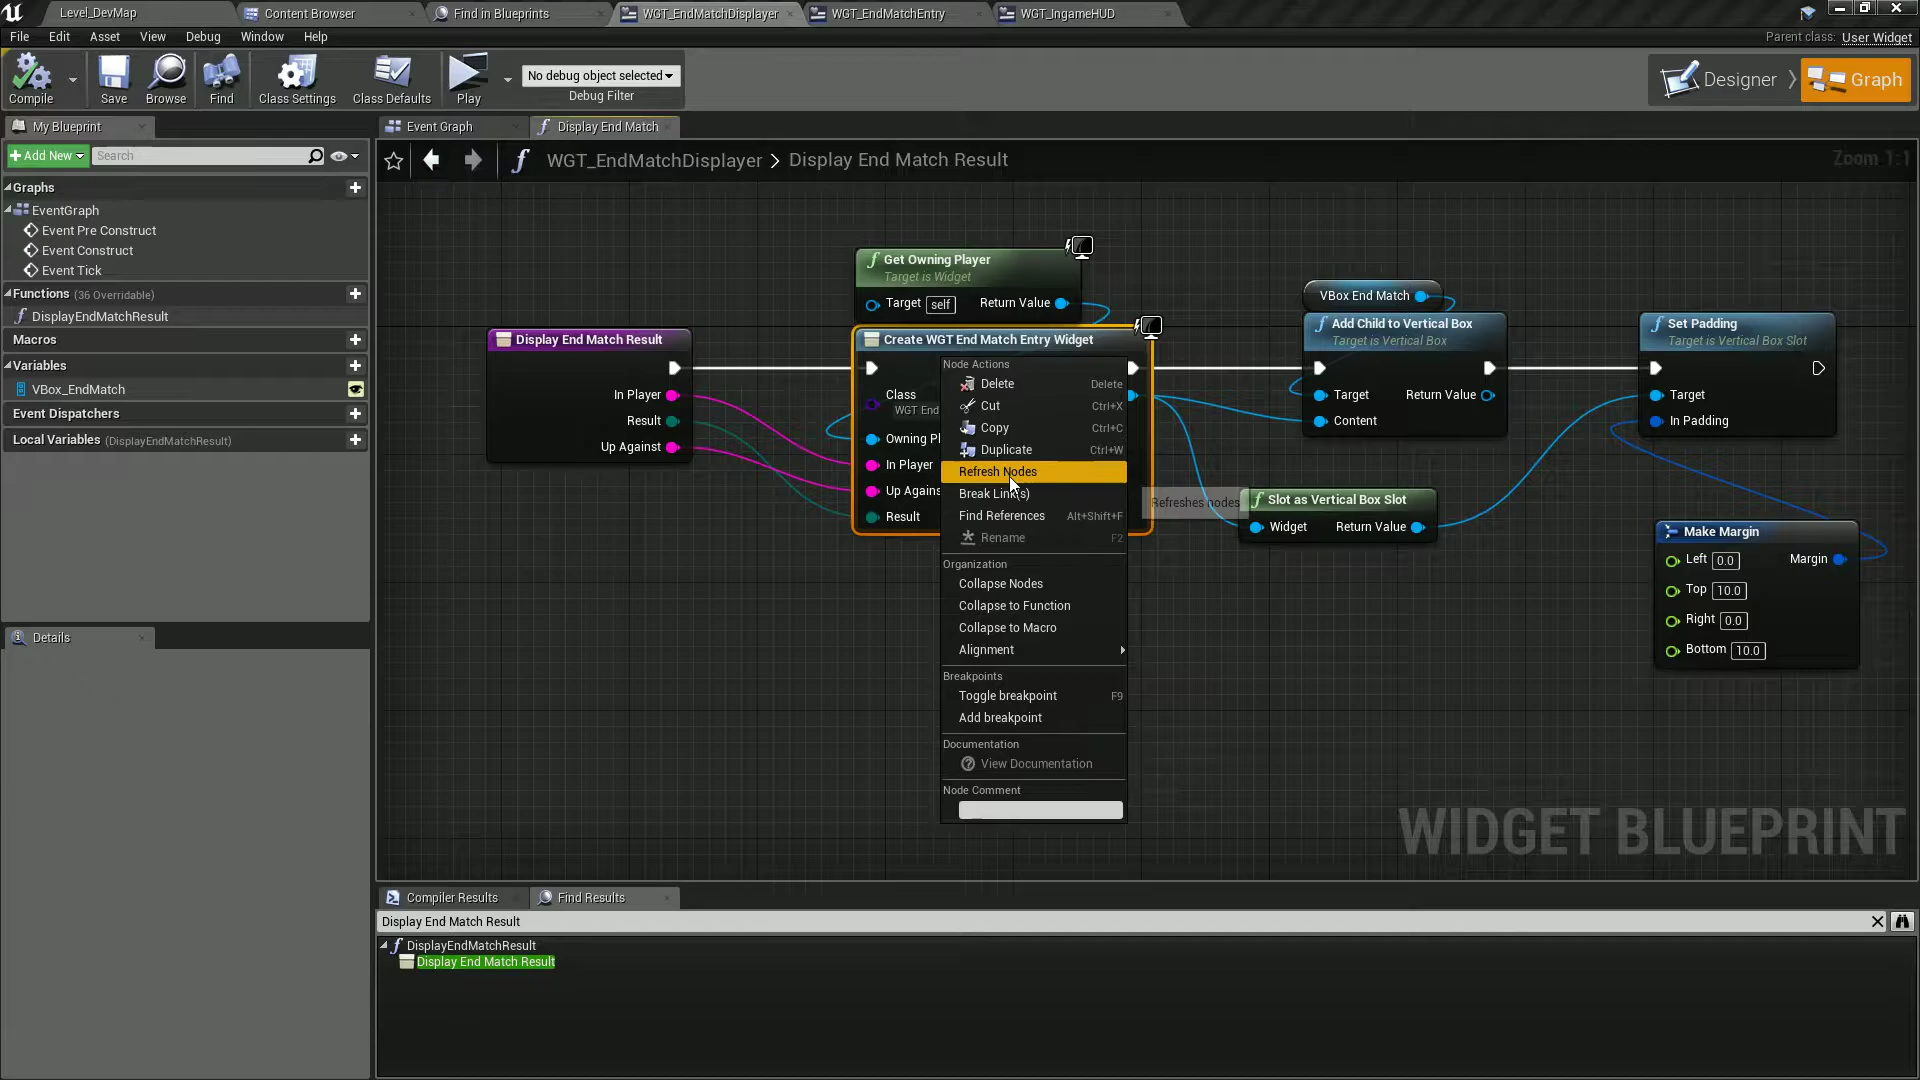 Level_DevMap
Content Browser
Find in Blueprints
WGT_EndMatchDisplayer
WGT_EndMatchEntry
WGT_IngameHUD
File Edit Asset View Debug Window Help
Parent class: User Widget
Compile
Save
Browse
Find
Class Settings
Class Defaults
Play
No debug object selected
Debug Filter
Designer
Graph
My Blueprint
Event Graph
Display End Match
Add New
Search
WGT_EndMatchDisplayer > Display End Match Result
Zoom 1:1
Graphs
EventGraph
Event Pre Construct
Event Construct
Event Tick
Functions (36 Overridable)
DisplayEndMatchResult
Macros
Variables
VBox_EndMatch
Event Dispatchers
Local Variables (DisplayEndMatchResult)
Details
Get Owning Player
Target is Widget
Target self Return Value
Display End Match Result
In Player
Result
Up Against
Create WGT End Match Entry Widget
Class
WGT End
Owning Pl
In Player
Up Agains
Result
Node Actions
Delete Delete
Cut Ctrl+X
Copy Ctrl+C
Duplicate Ctrl+W
Refresh Nodes
Break Link(s)
Find References Alt+Shift+F
Rename F2
Organization
Collapse Nodes
Collapse to Function
Collapse to Macro
Alignment
Breakpoints
Toggle breakpoint F9
Add breakpoint
Documentation
View Documentation
Node Comment
Refreshes nodes
VBox End Match
Add Child to Vertical Box
Target is Vertical Box
Target Return Value
Content
Slot as Vertical Box Slot
Widget Return Value
Set Padding
Target is Vertical Box Slot
Target
In Padding
Make Margin
Left 0.0 Margin
Top 10.0
Right 0.0
Bottom 10.0
WIDGET BLUEPRINT
Compiler Results
Find Results
Display End Match Result
DisplayEndMatchResult
Display End Match Result